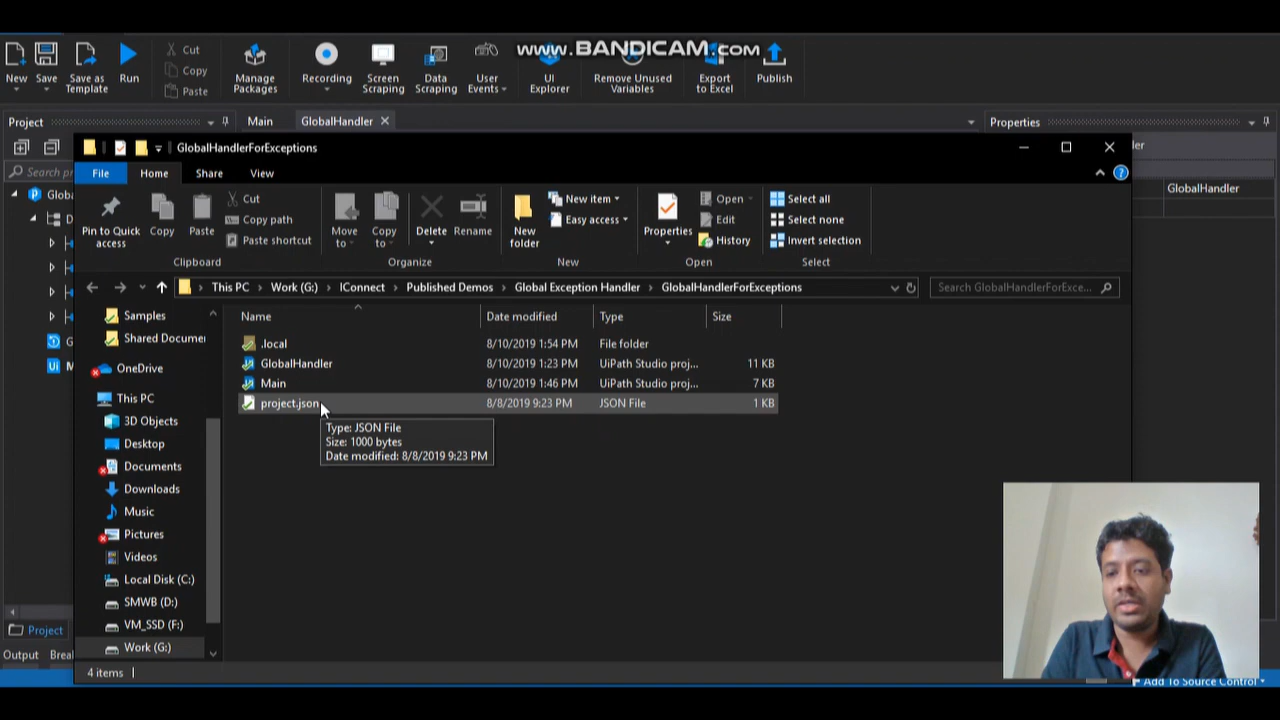 www.BANDICAM.com
New
Save
Save as Template
Run
Cut
Copy
Paste
Manage Packages
Recording
Screen Scraping
Data Scraping
User Events
UI Explorer
Remove Unused Variables
Export to Excel
Publish
Project
Main
GlobalHandler
Properties
GlobalHandlerForExceptions
ler
Search pr
File
Home
Share
View
Globa
D
GlobalHandler
Pin to Quick access
Copy
Paste
Cut
Copy path
Paste shortcut
Move to
Copy to
Delete
Rename
New folder
New item
Easy access
Properties
Open
Edit
History
Select all
Select none
Invert selection
Clipboard
Organize
New
Open
Select
This PC
Work (G:)
IConnect
Published Demos
Global Exception Handler
GlobalHandlerForExceptions
Search GlobalHandlerForExce...
Name
Date modified
Type
Size
Samples
Shared Documer
OneDrive
This PC
3D Objects
Desktop
Documents
Downloads
Music
Pictures
Videos
Local Disk (C:)
SMWB (D:)
VM_SSD (F:)
Work (G:)
.local 8/10/2019 1:54 PM File folder
GlobalHandler 8/10/2019 1:23 PM UiPath Studio proj... 11 KB
Main 8/10/2019 1:46 PM UiPath Studio proj... 7 KB
project.json 8/8/2019 9:23 PM JSON File 1 KB
Type: JSON File
Size: 1000 bytes
Date modified: 8/8/2019 9:23 PM
G
Ui M
Project
Output
Break
4 items
Add To Source Control